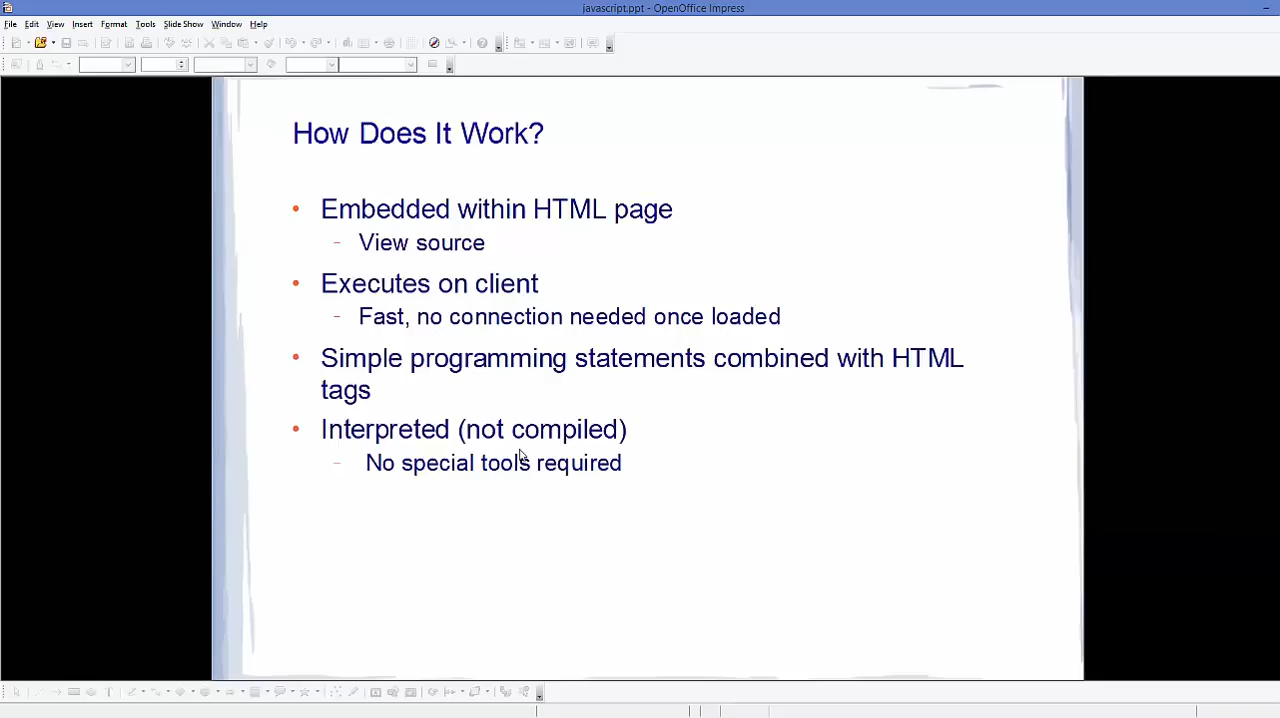 javascript.ppt - OpenOffice Impress
File Edit View Insert Format Tools Slide Show Window Help
How Does It Work?
• Embedded within HTML page
- View source
• Executes on client
- Fast, no connection needed once loaded
• Simple programming statements combined with HTML
tags
• Interpreted (not compiled)
- No special tools required